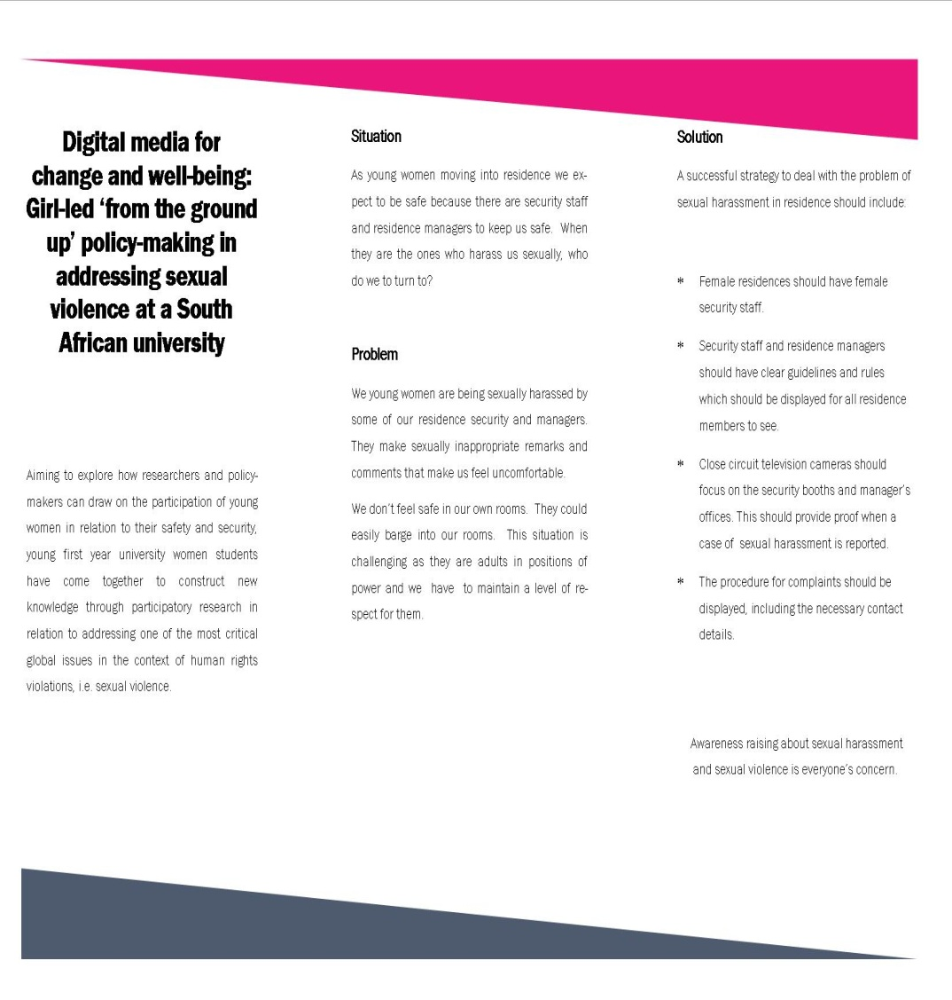 Digital media for
change and well-being:
Girl-led ‘from the ground
up’ policy-making in
addressing sexual
violence at a South
African university
Aiming to explore how researchers and policy-
makers can draw on the participation of young
women in relation to their safety and security,
young first year university women students
have come together to construct new
knowledge through participatory research in
relation to addressing one of the most critical
global issues in the context of human rights
violations, i.e. sexual violence.
Situation
As young women moving into residence we ex-
pect to be safe because there are security staff
and residence managers to keep us safe. When
they are the ones who harass us sexually, who
do we to turn to?
Problem
We young women are being sexually harassed by
some of our residence security and managers.
They make sexually inappropriate remarks and
comments that make us feel uncomfortable.
We don’t feel safe in our own rooms. They could
easily barge into our rooms. This situation is
challenging as they are adults in positions of
power and we have to maintain a level of re-
spect for them.
Solution
A successful strategy to deal with the problem of
sexual harassment in residence should include:
* Female residences should have female
security staff.
* Security staff and residence managers
should have clear guidelines and rules
which should be displayed for all residence
members to see.
* Close circuit television cameras should
focus on the security booths and manager’s
offices. This should provide proof when a
case of sexual harassment is reported.
* The procedure for complaints should be
displayed, including the necessary contact
details.
Awareness raising about sexual harassment
and sexual violence is everyone’s concern.